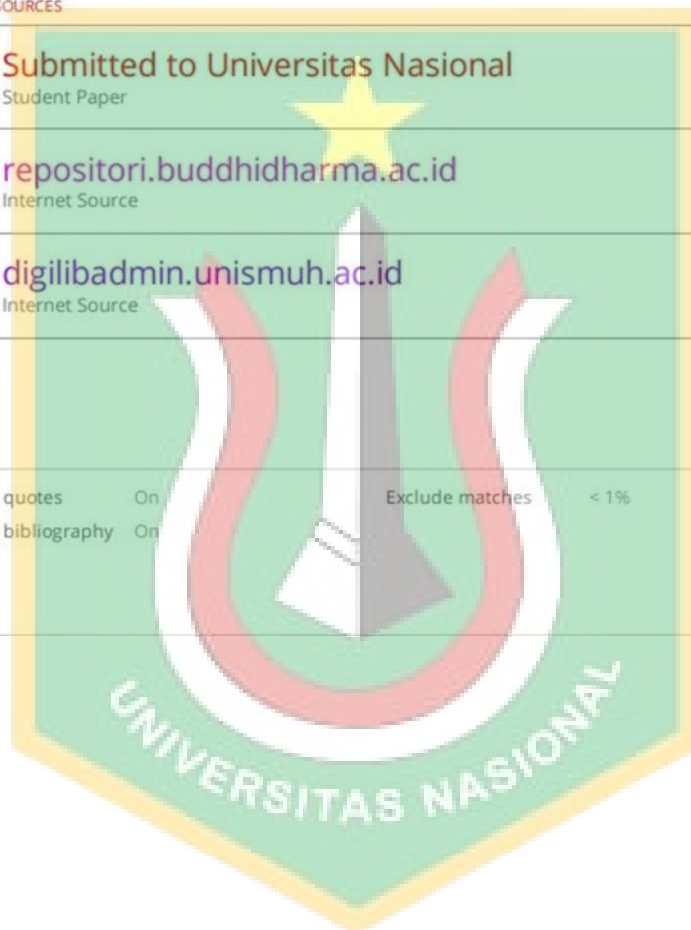 OURCES
Submitted to Universitas Nasional
Student Paper
repositori.buddhidharma.ac.id
Internet Source
digilibadmin.unismuh.ac.id
Internet Source
quotes On Exclude matches < 1%
bibliography On
UNIVERSITAS NASIONAL